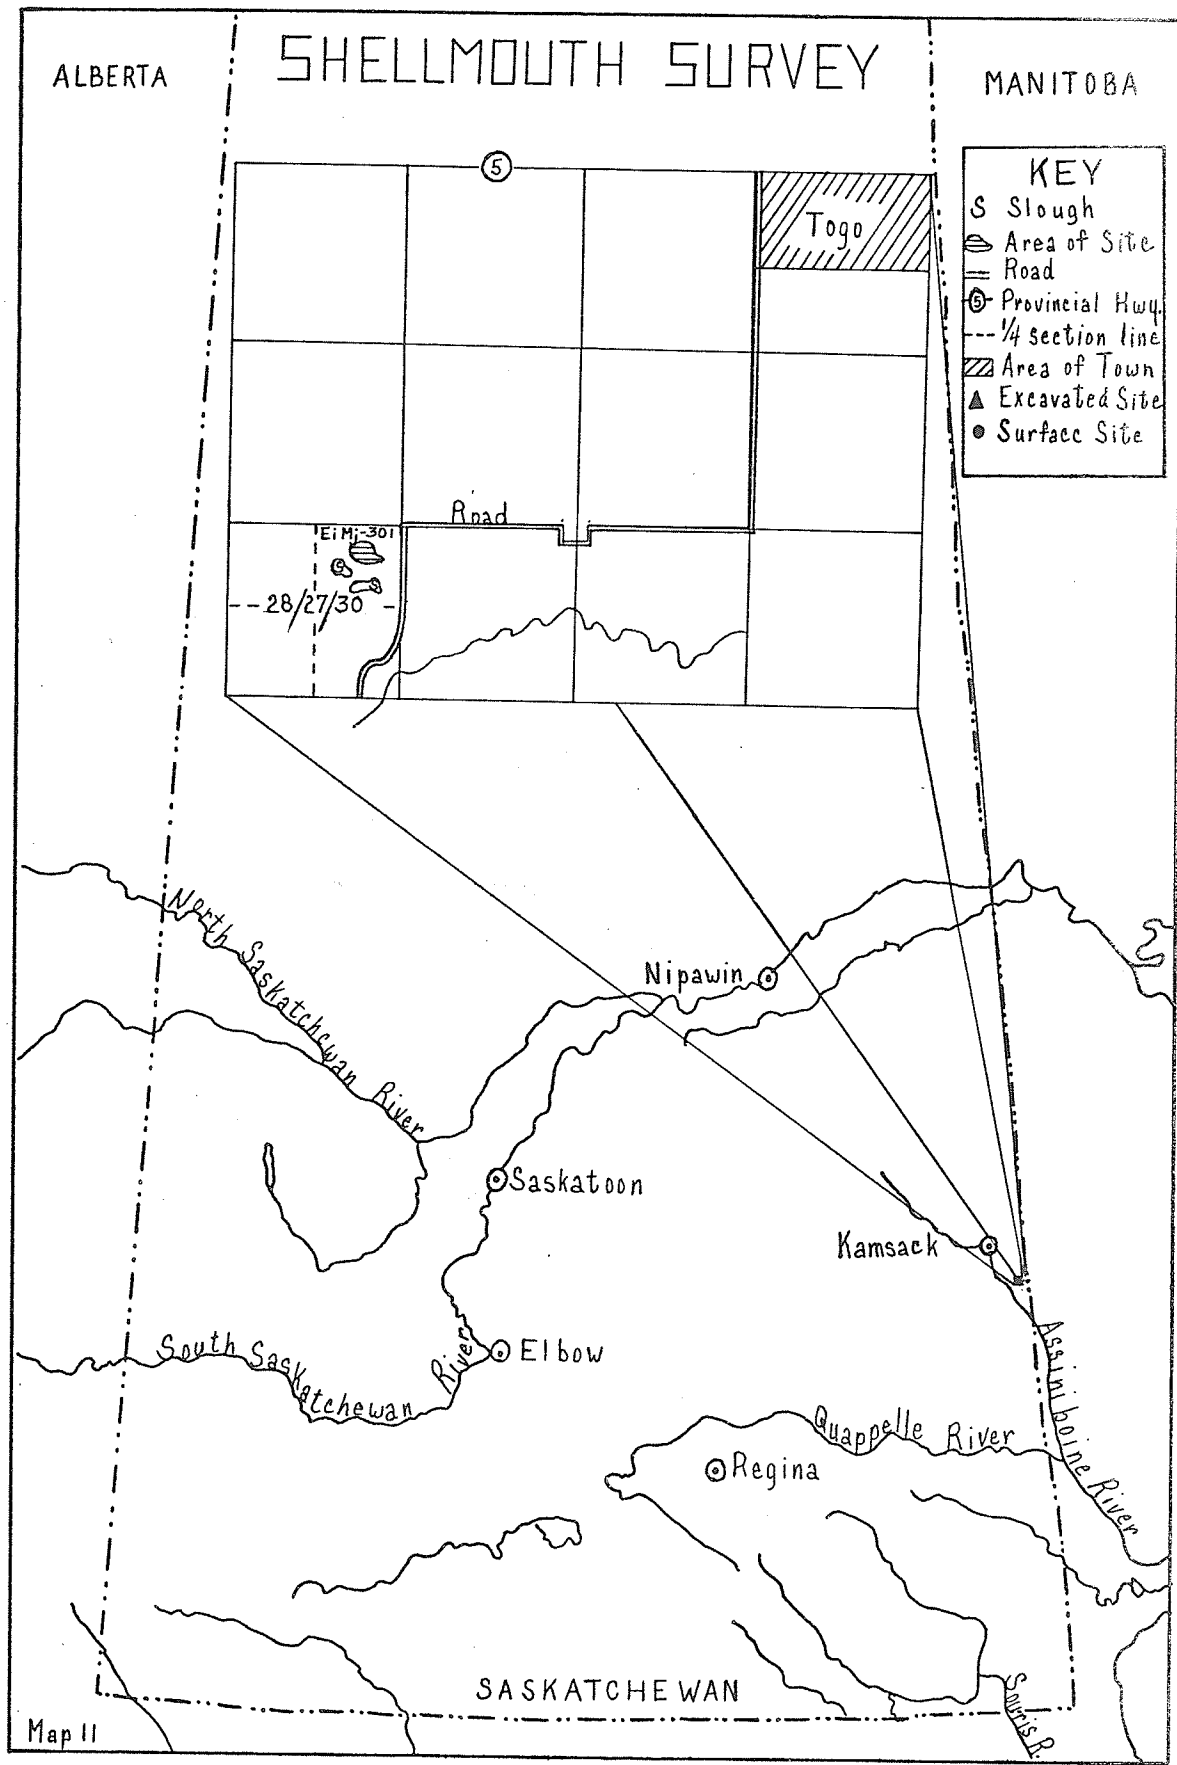 SHELLMOUTH SURVEY
ALBERTA
MANITOBA
KEY
S Slough
Area of Site
Road
5 Provincial Hwy.
1/4 section line
Area of Town
Excavated Site
Surface Site
5
Togo
Road
EiMj-301
S
S
28/27/30
North Saskatchewan River
Nipawin
Saskatoon
Kamsack
Elbow
South Saskatchewan River
Assiniboine River
Quappelle River
Regina
SASKATCHEWAN
Souris R.
Map 11